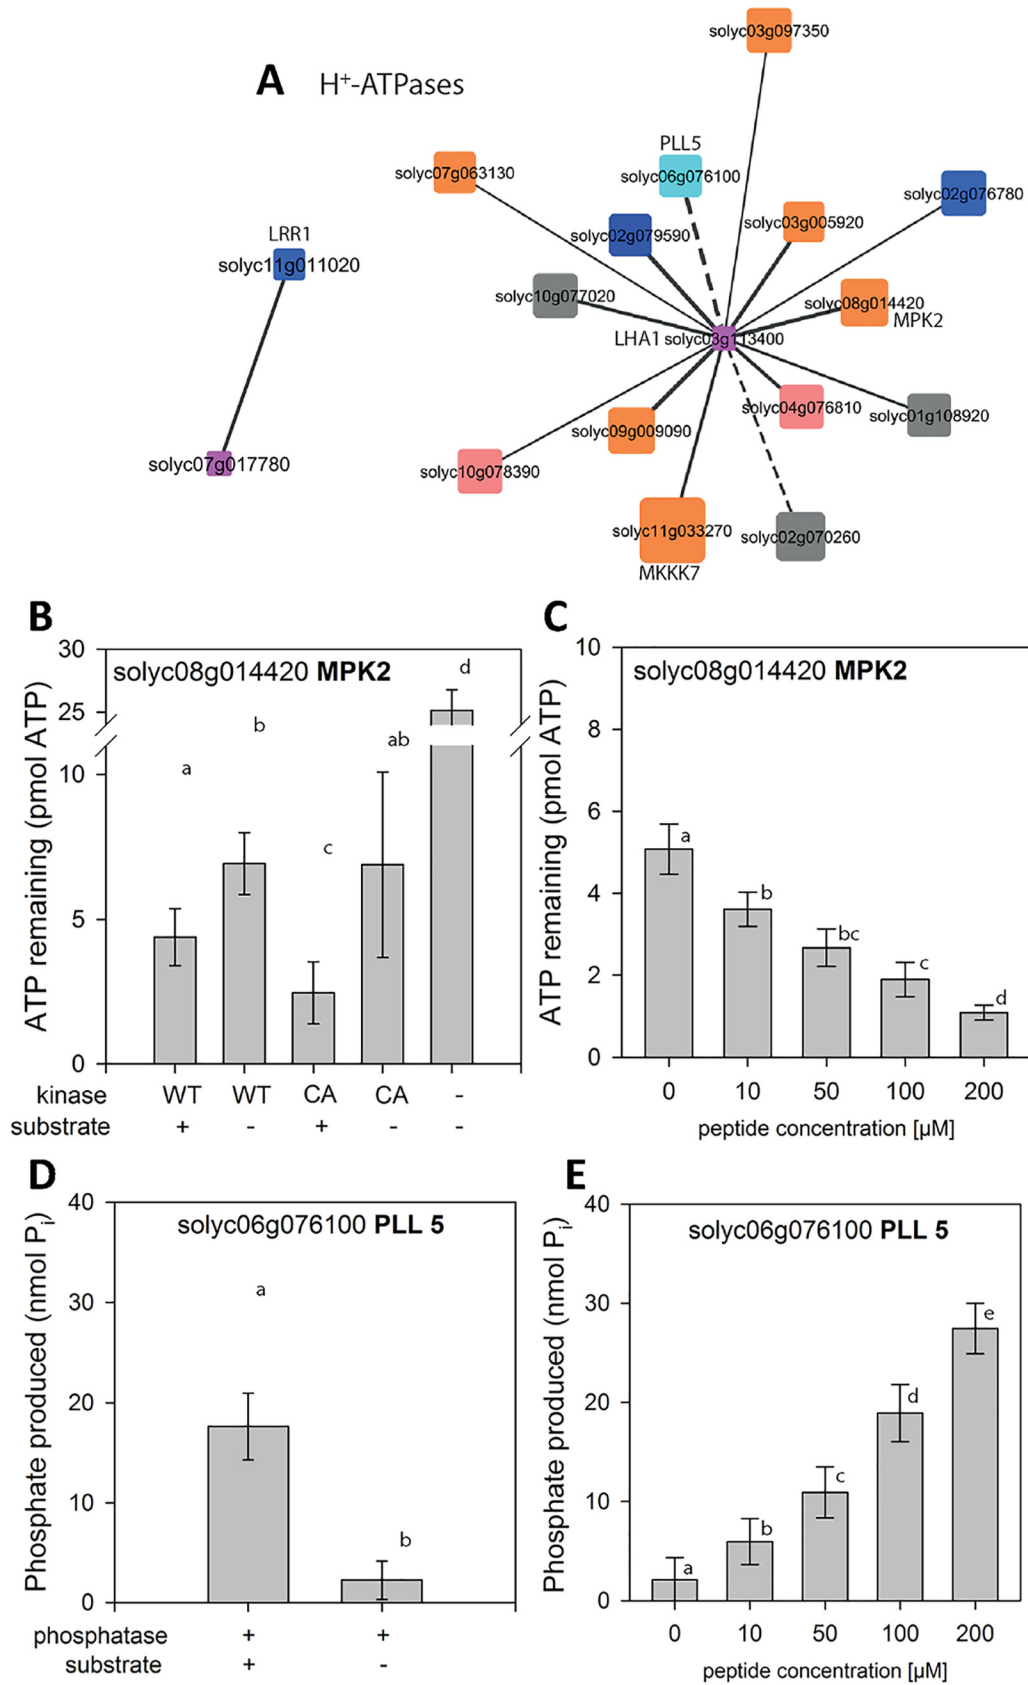 A H⁺-ATPases
solyc03g097350
PLL5
solyc07g063130
solyc06g076100
solyc02g076780
LRR1
solyc11g011020
solyc02g079590
solyc03g005920
solyc10g077020
solyc08g014420
MPK2
LHA1 solyc03g113400
solyc04g076810
solyc01g108920
solyc09g009090
solyc07g017780
solyc10g078390
solyc11g033270
solyc02g070260
MKKK7
B
solyc08g014420 MPK2
ATP remaining (pmol ATP)
30
25
10
5
0
a
b
c
ab
d
kinase WT WT CA CA -
substrate + - + - -
C
solyc08g014420 MPK2
ATP remaining (pmol ATP)
10
8
6
4
2
0
a
b
bc
c
d
0 10 50 100 200
peptide concentration [µM]
D
solyc06g076100 PLL 5
Phosphate produced (nmol Pᵢ)
40
30
20
10
0
a
b
phosphatase + +
substrate + -
E
solyc06g076100 PLL 5
Phosphate produced (nmol Pᵢ)
40
30
20
10
0
a
b
c
d
e
0 10 50 100 200
peptide concentration [µM]